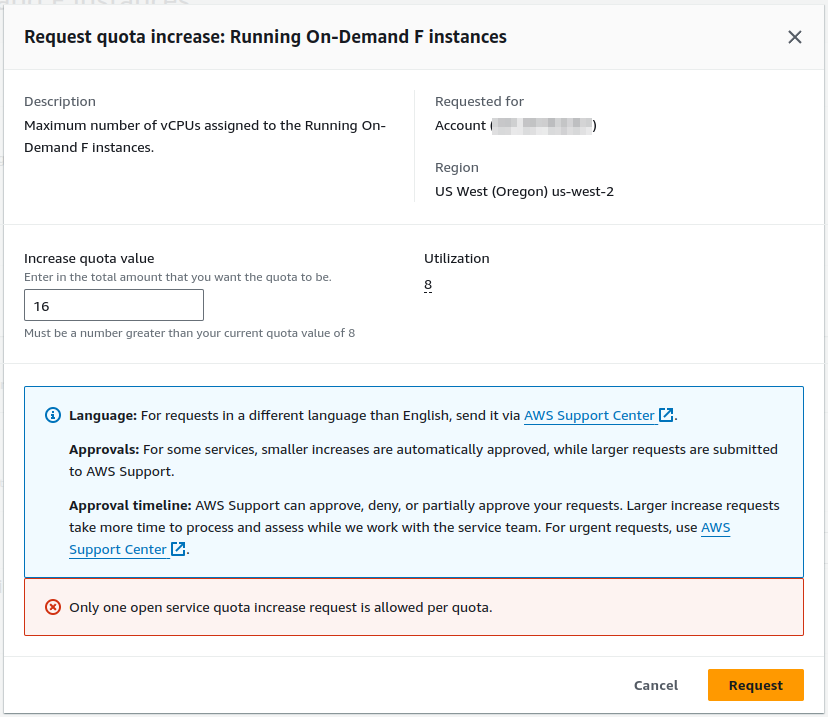 Request quota increase: Running On-Demand F instances
Description
Maximum number of vCPUs assigned to the Running On-
Demand F instances.
Requested for
Account ( )
Region
US West (Oregon) us-west-2
Increase quota value
Enter in the total amount that you want the quota to be.
16
Must be a number greater than your current quota value of 8
Utilization
8
Language: For requests in a different language than English, send it via AWS Support Center.
Approvals: For some services, smaller increases are automatically approved, while larger requests are submitted
to AWS Support.
Approval timeline: AWS Support can approve, deny, or partially approve your requests. Larger increase requests
take more time to process and assess while we work with the service team. For urgent requests, use AWS
Support Center.
Only one open service quota increase request is allowed per quota.
Cancel
Request